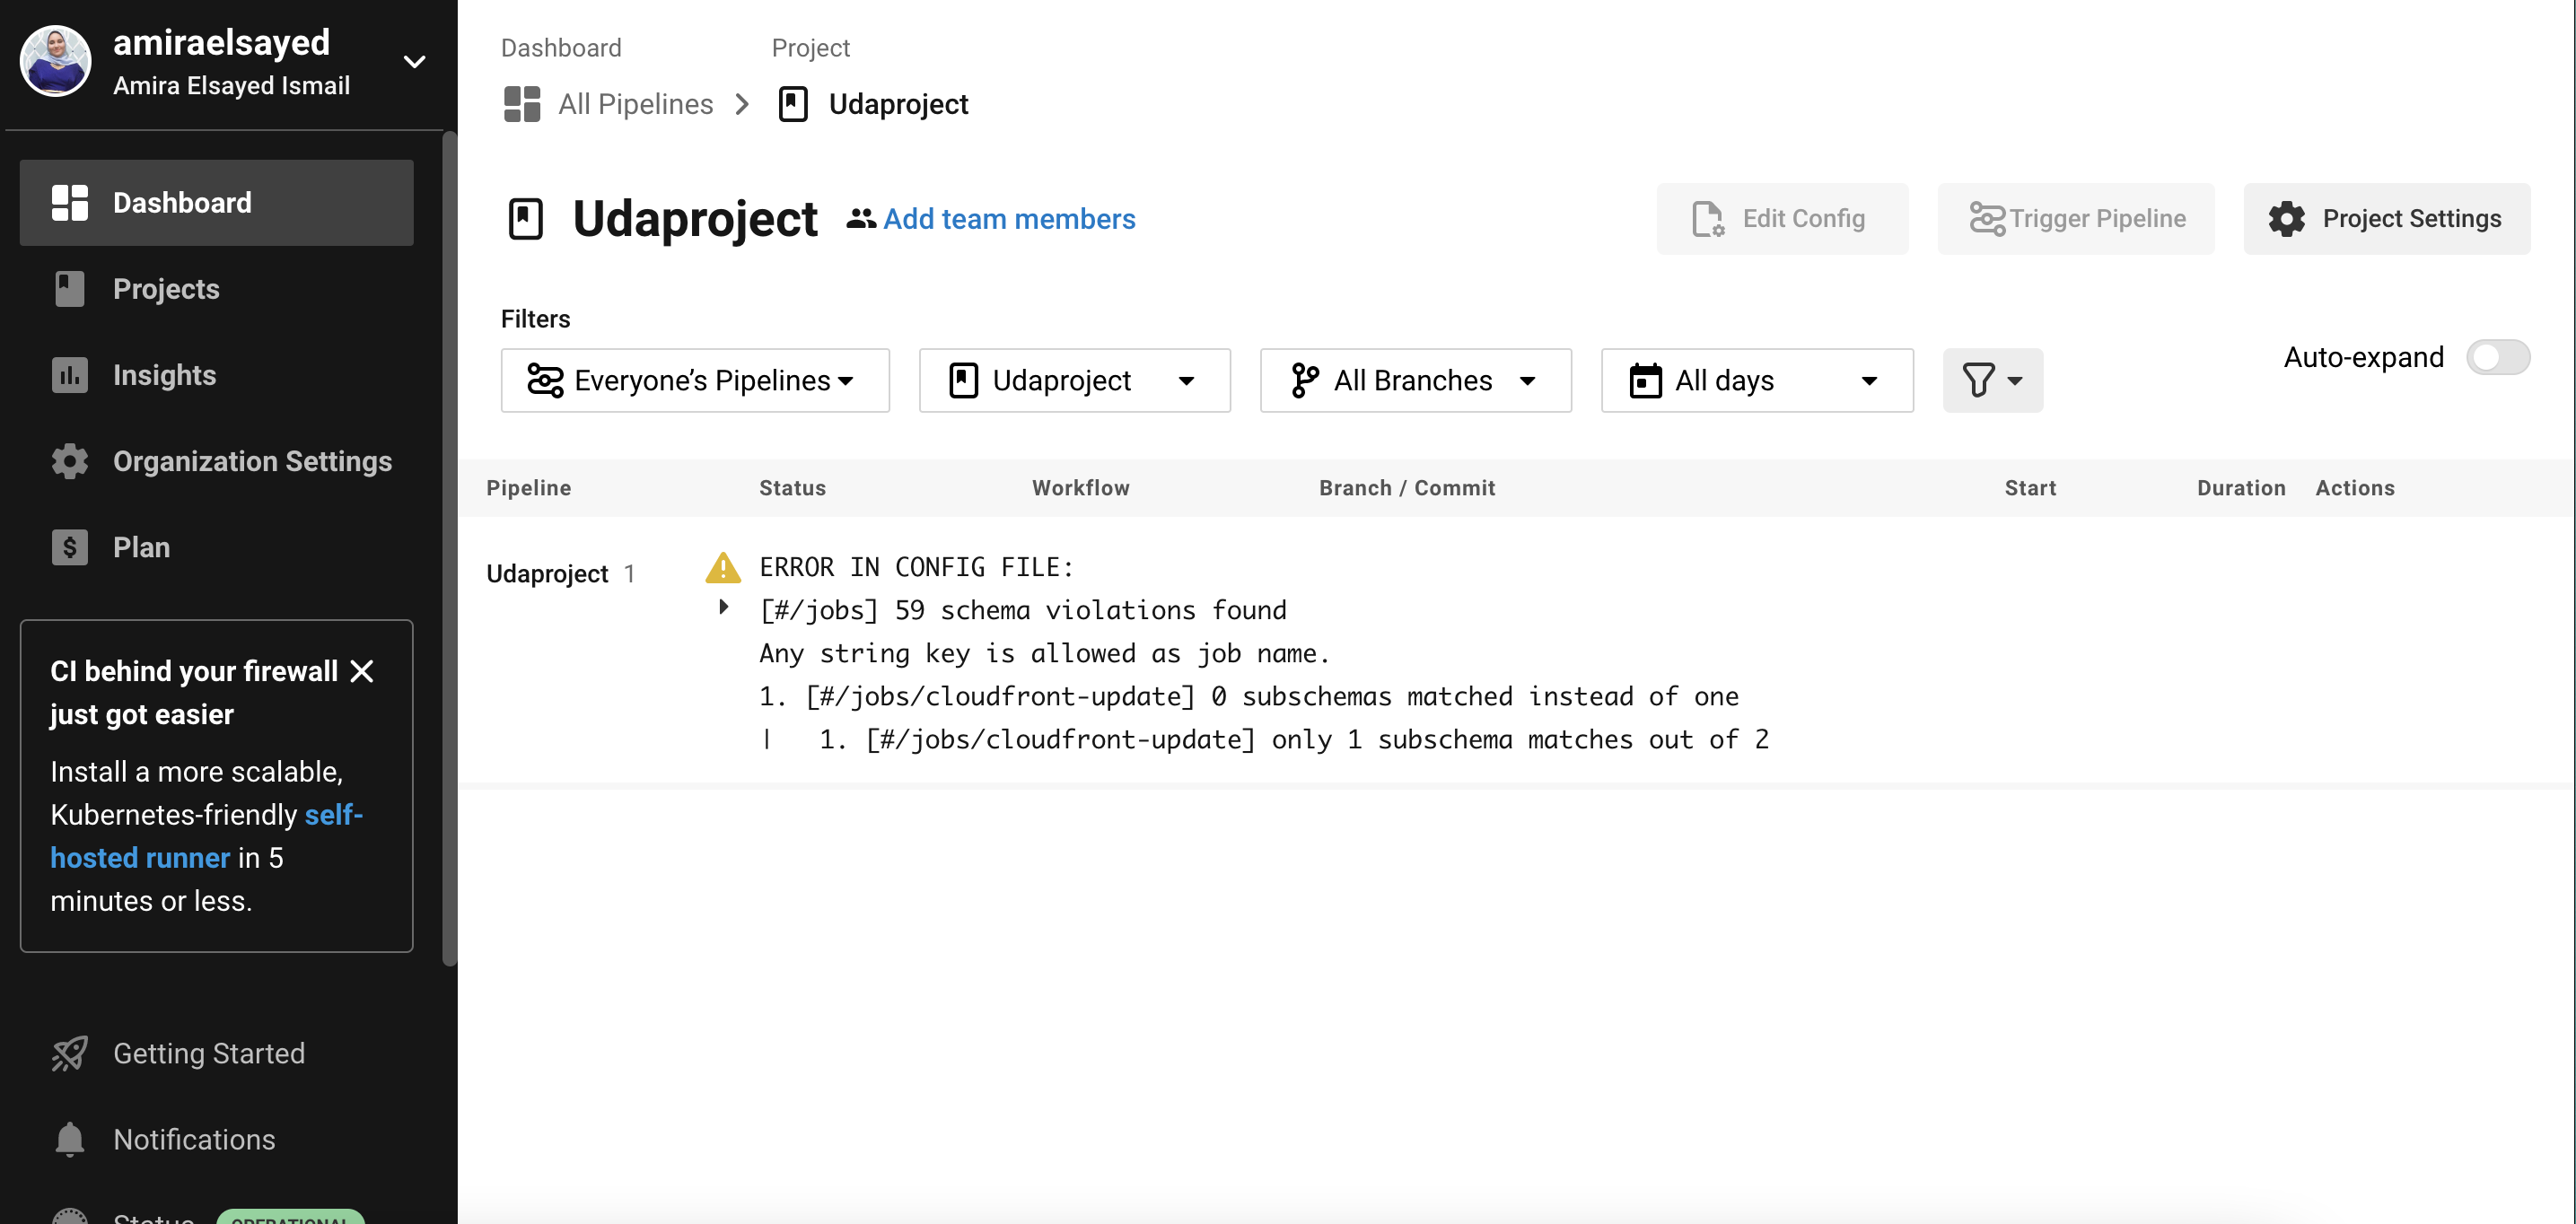 amiraelsayed
Amira Elsayed Ismail
Dashboard
Projects
Insights
Organization Settings
Plan
CI behind your firewall
just got easier
Install a more scalable,
Kubernetes-friendly self-
hosted runner in 5
minutes or less.
Getting Started
Notifications
Status OPERATIONAL
Dashboard Project
All Pipelines Udaproject
Udaproject Add team members
Edit Config Trigger Pipeline Project Settings
Filters
Everyone’s Pipelines Udaproject All Branches All days
Auto-expand
Pipeline Status Workflow Branch / Commit Start Duration Actions
Udaproject 1
ERROR IN CONFIG FILE:
[#/jobs] 59 schema violations found
Any string key is allowed as job name.
1. [#/jobs/cloudfront-update] 0 subschemas matched instead of one
| 1. [#/jobs/cloudfront-update] only 1 subschema matches out of 2